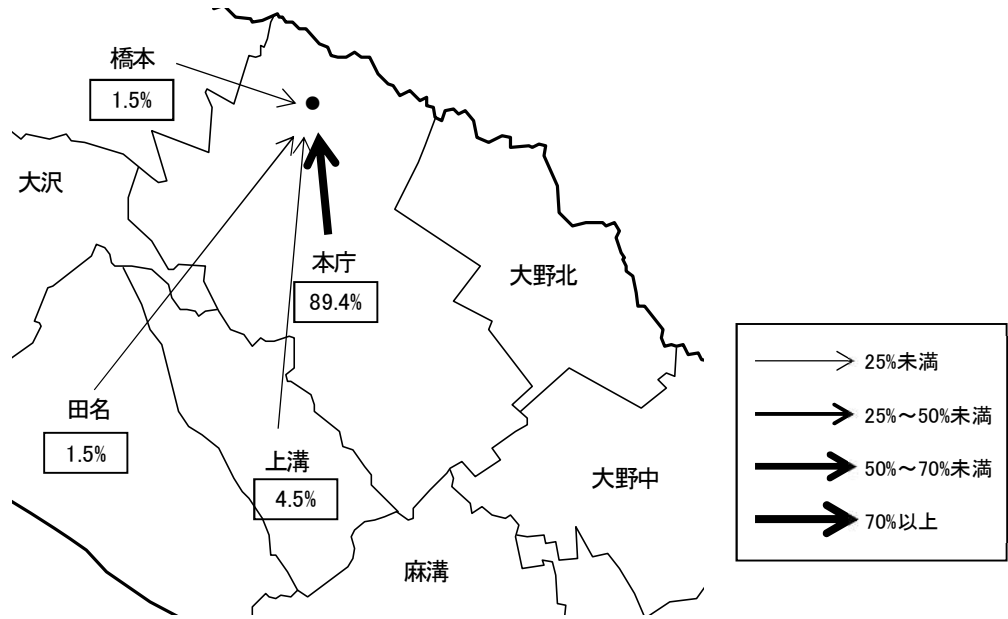 橋本
1.5%
大沢
本庁
89.4%
大野北
田名
1.5%
上溝
4.5%
大野中
麻溝
25%未満
25%～50%未満
50%～70%未満
70%以上